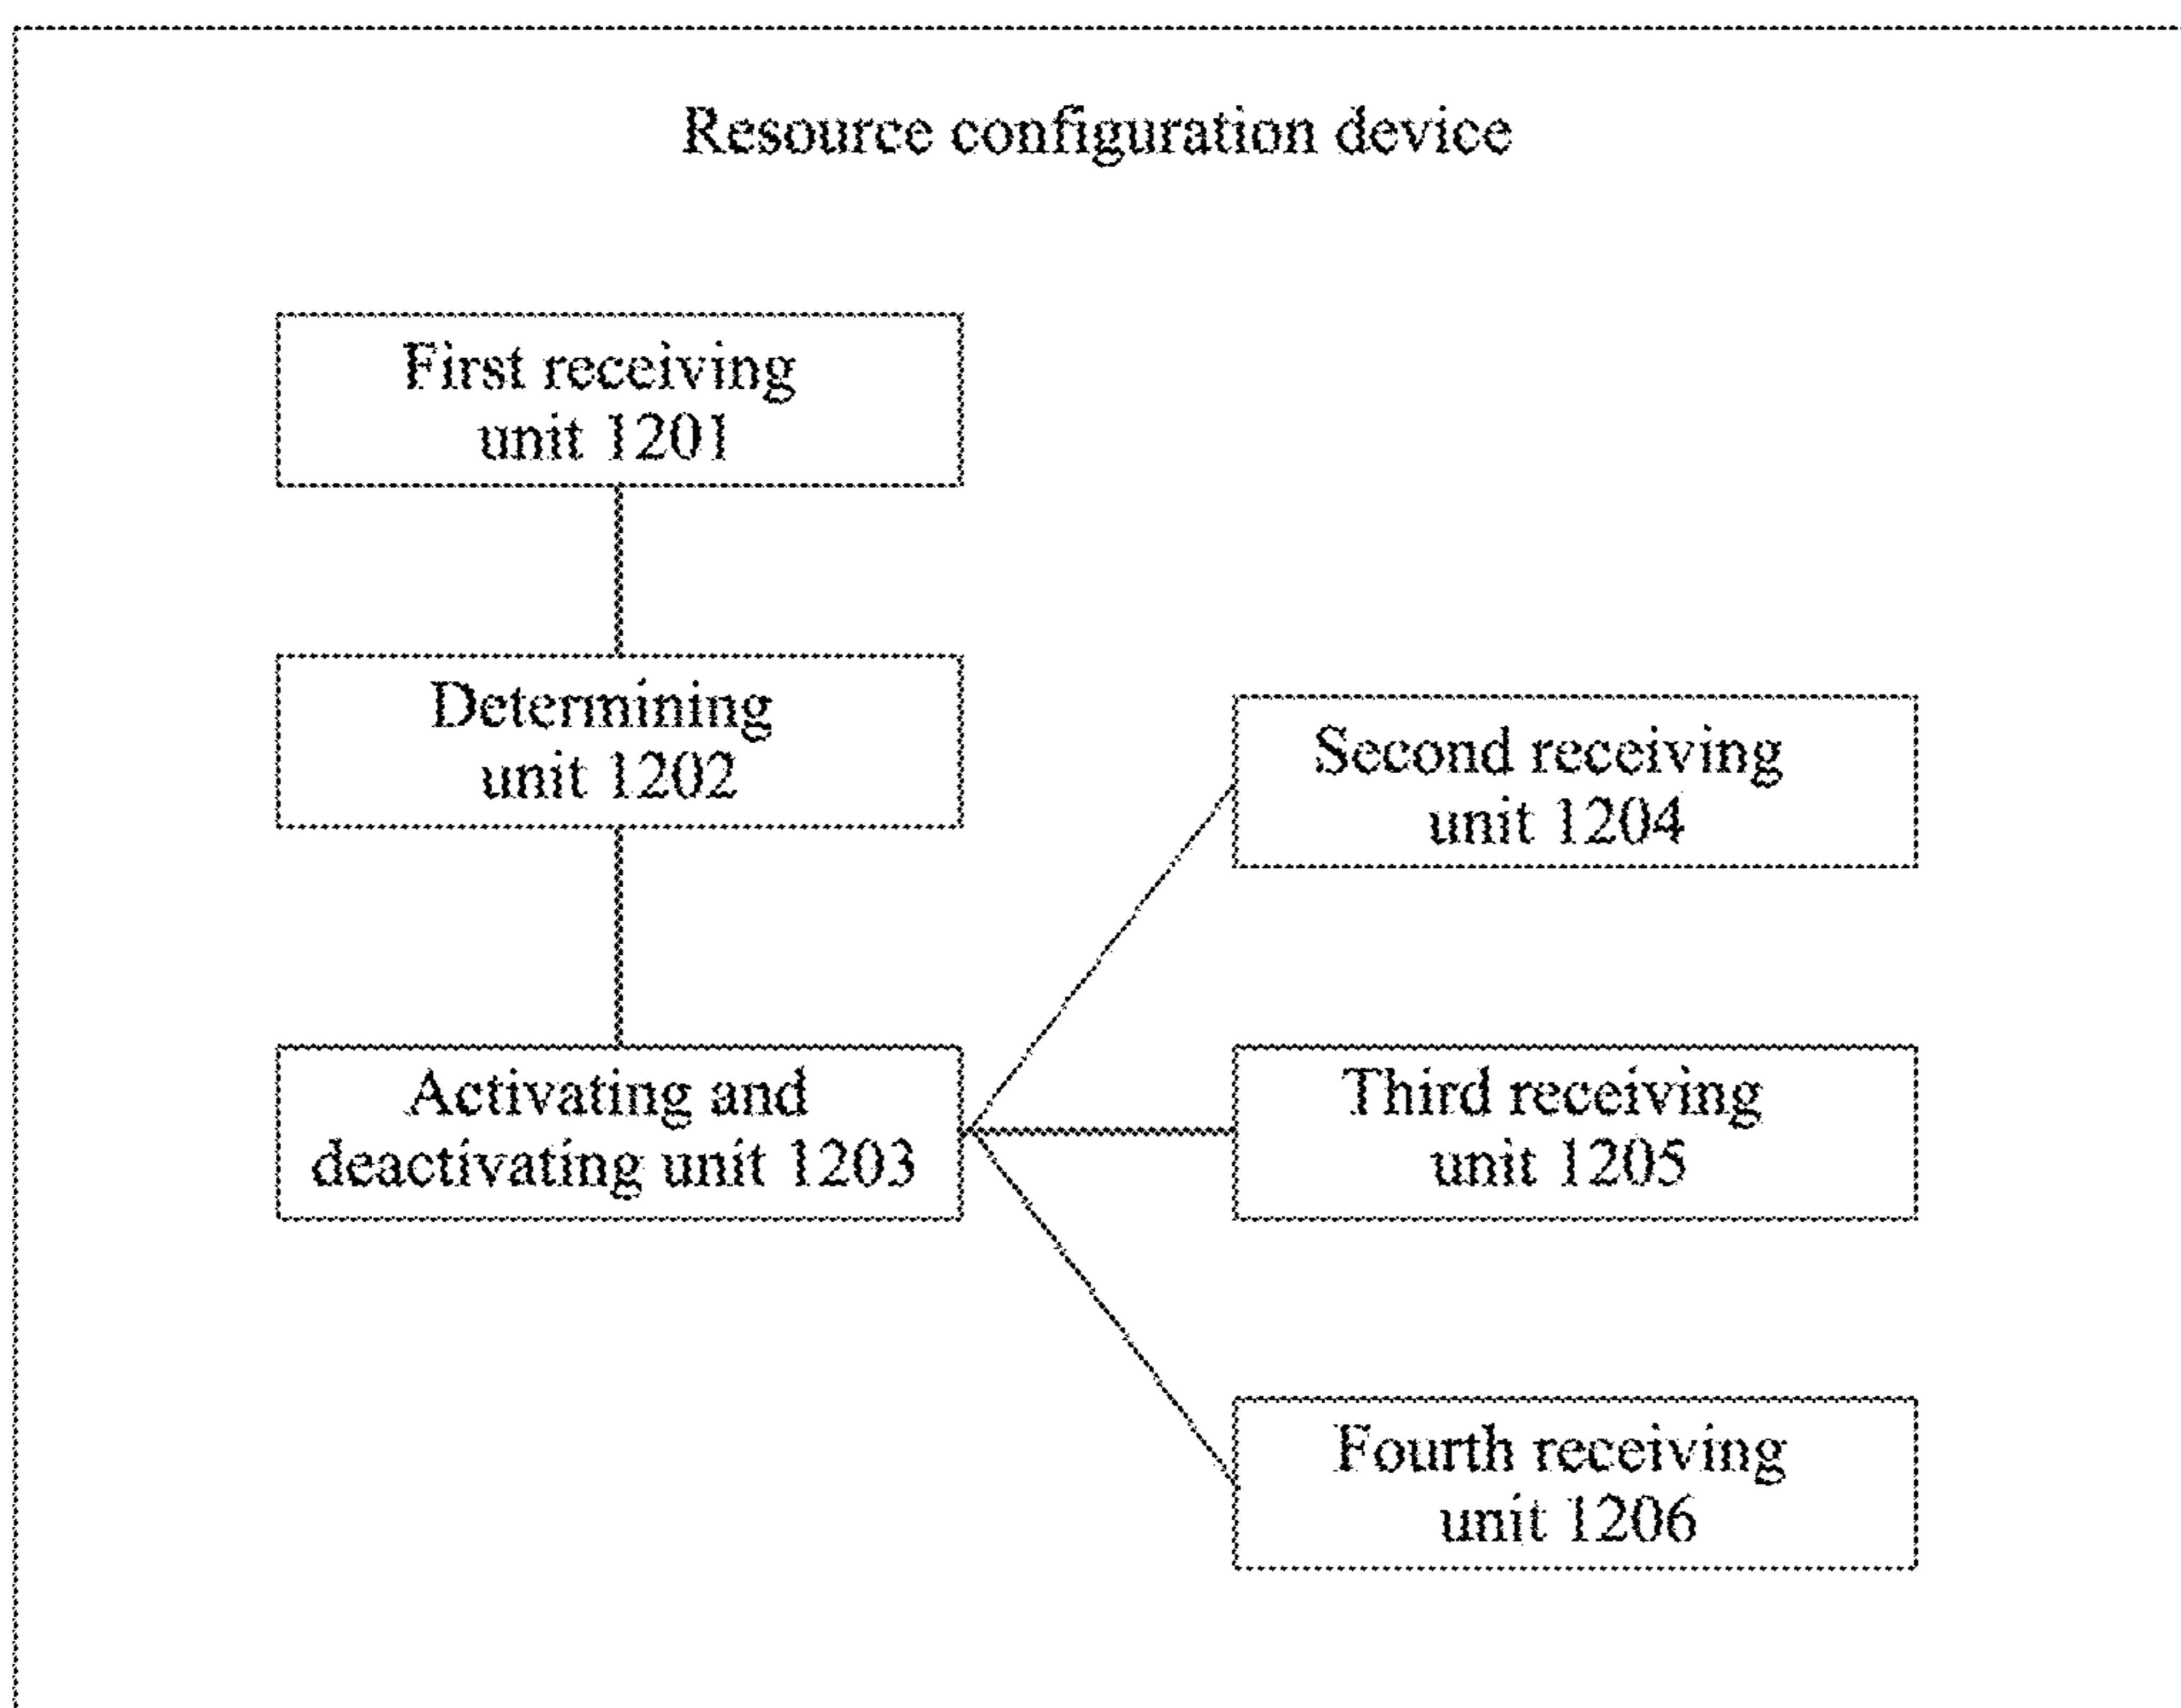 Resource configuration device
First receiving
unit 1201
Determining
unit 1202
Second receiving
unit 1204
Activating and
deactivating unit 1203
Third receiving
unit 1205
Fourth receiving
unit 1206